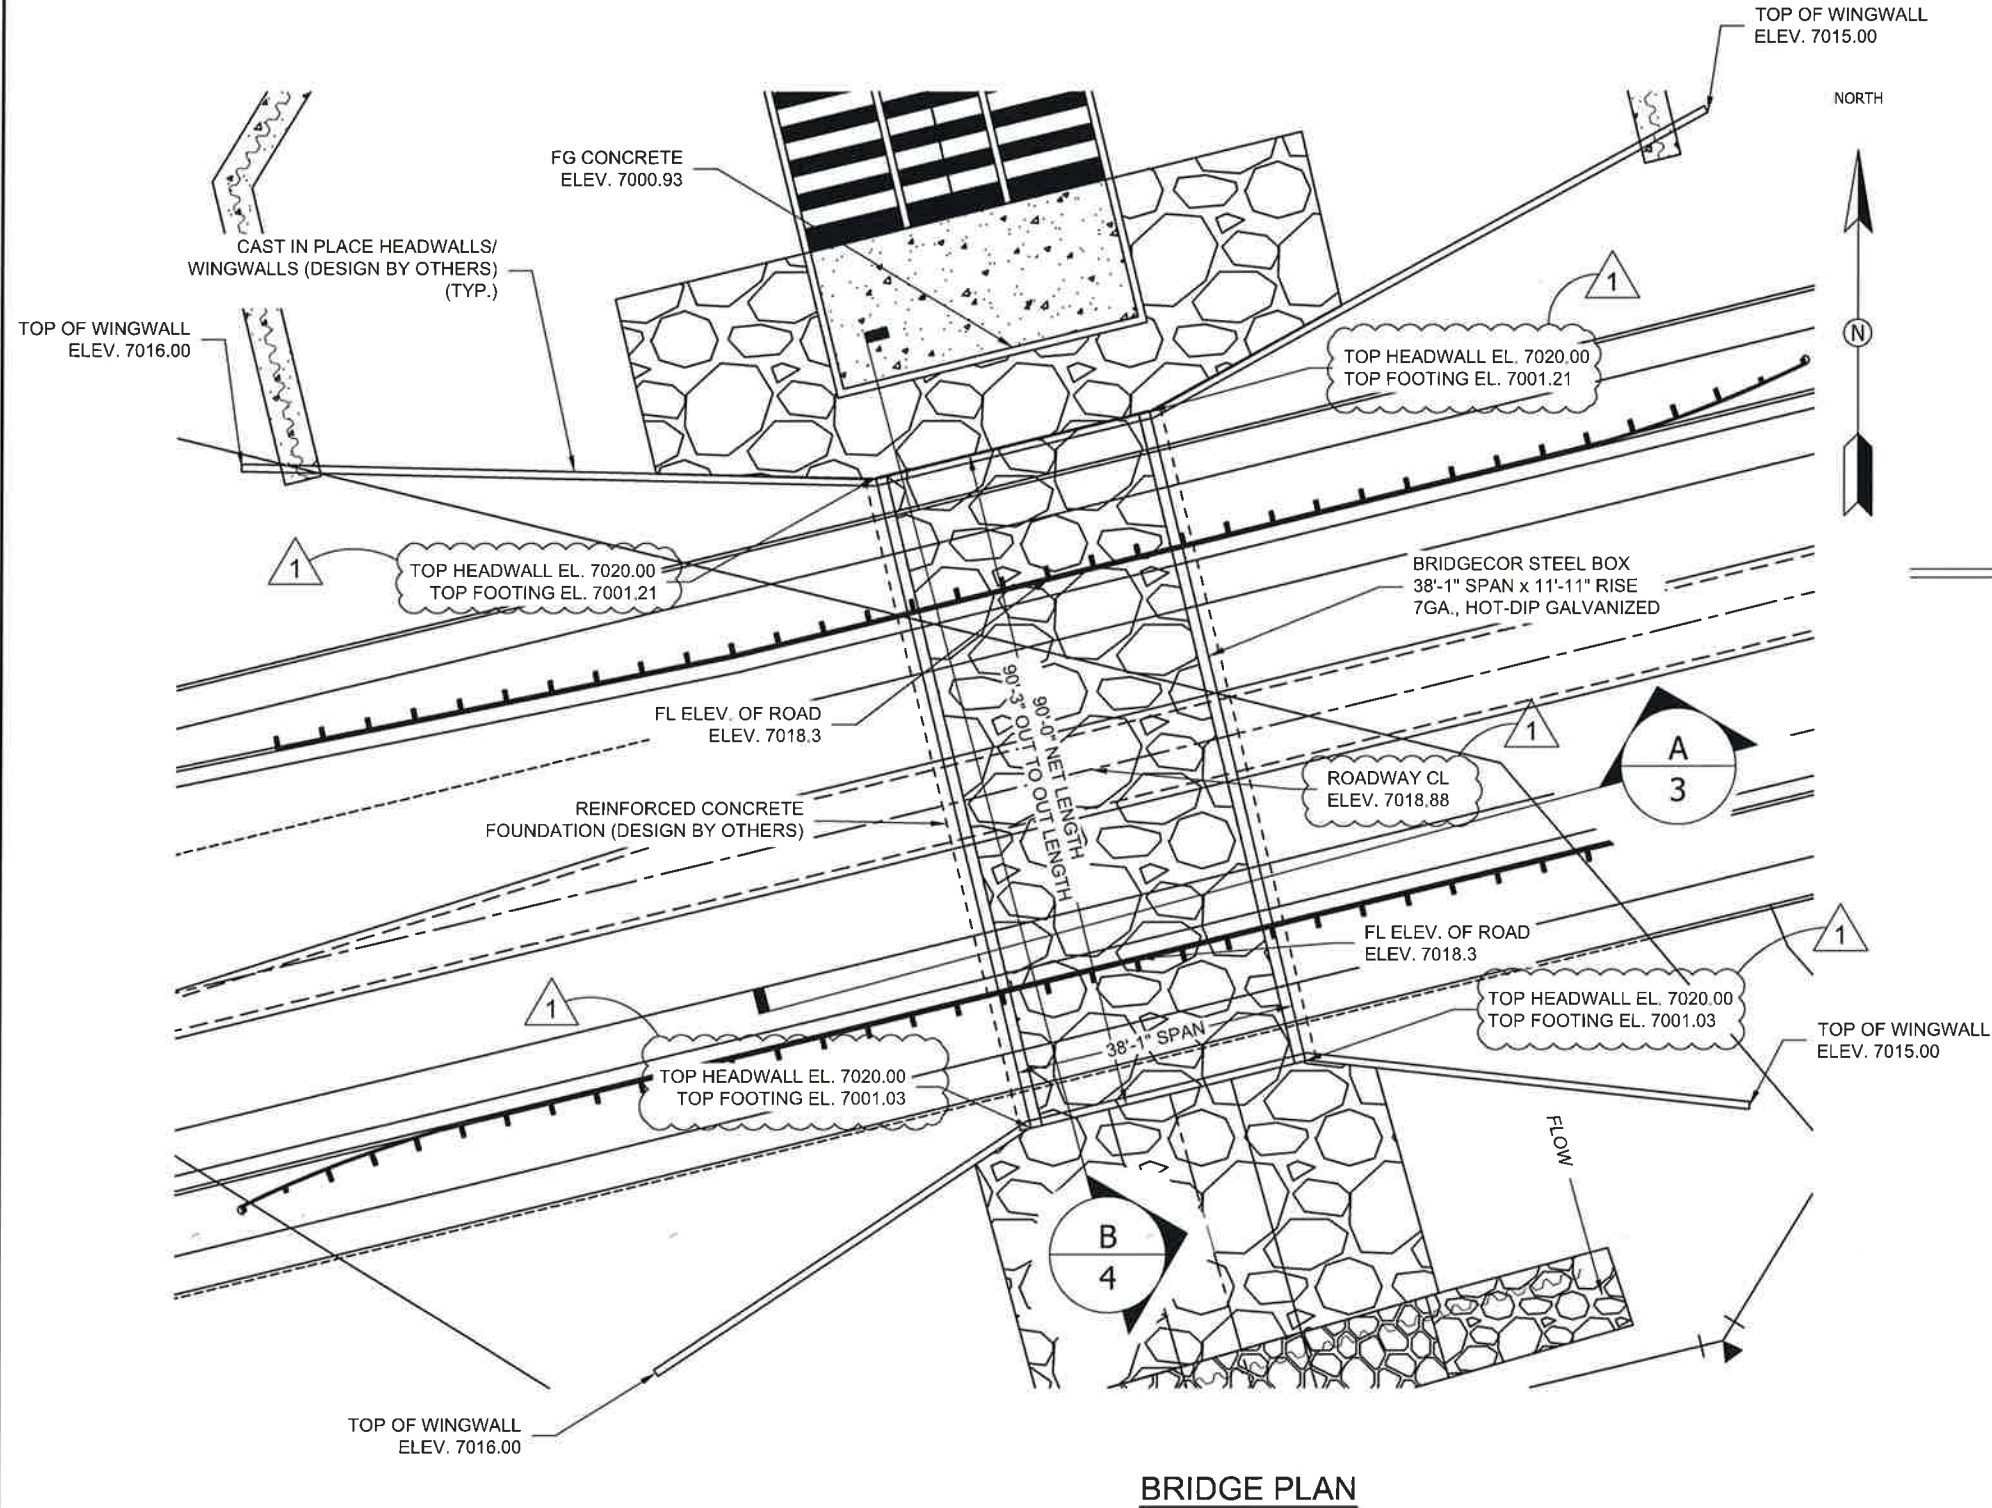 TOP OF WINGWALL
ELEV. 7015.00
NORTH
FG CONCRETE
ELEV. 7000.93
CAST IN PLACE HEADWALLS/
WINGWALLS (DESIGN BY OTHERS)
(TYP.)
1
TOP OF WINGWALL
ELEV. 7016.00
N
TOP HEADWALL EL. 7020.00
TOP FOOTING EL. 7001.21
1
TOP HEADWALL EL. 7020.00
TOP FOOTING EL. 7001.21
BRIDGECOR STEEL BOX
38'-1" SPAN x 11'-11" RISE
7GA., HOT-DIP GALVANIZED
90'-0" NET LENGTH
90'-3" OUT TO OUT LENGTH
FL ELEV. OF ROAD
ELEV. 7018.3
1
A
3
ROADWAY CL
ELEV. 7018.88
REINFORCED CONCRETE
FOUNDATION (DESIGN BY OTHERS)
FL ELEV. OF ROAD
ELEV. 7018.3
1
1
TOP HEADWALL EL. 7020.00
TOP FOOTING EL. 7001.03
TOP OF WINGWALL
ELEV. 7015.00
38'-1" SPAN
TOP HEADWALL EL. 7020.00
TOP FOOTING EL. 7001.03
FLOW
B
4
TOP OF WINGWALL
ELEV. 7016.00
BRIDGE PLAN